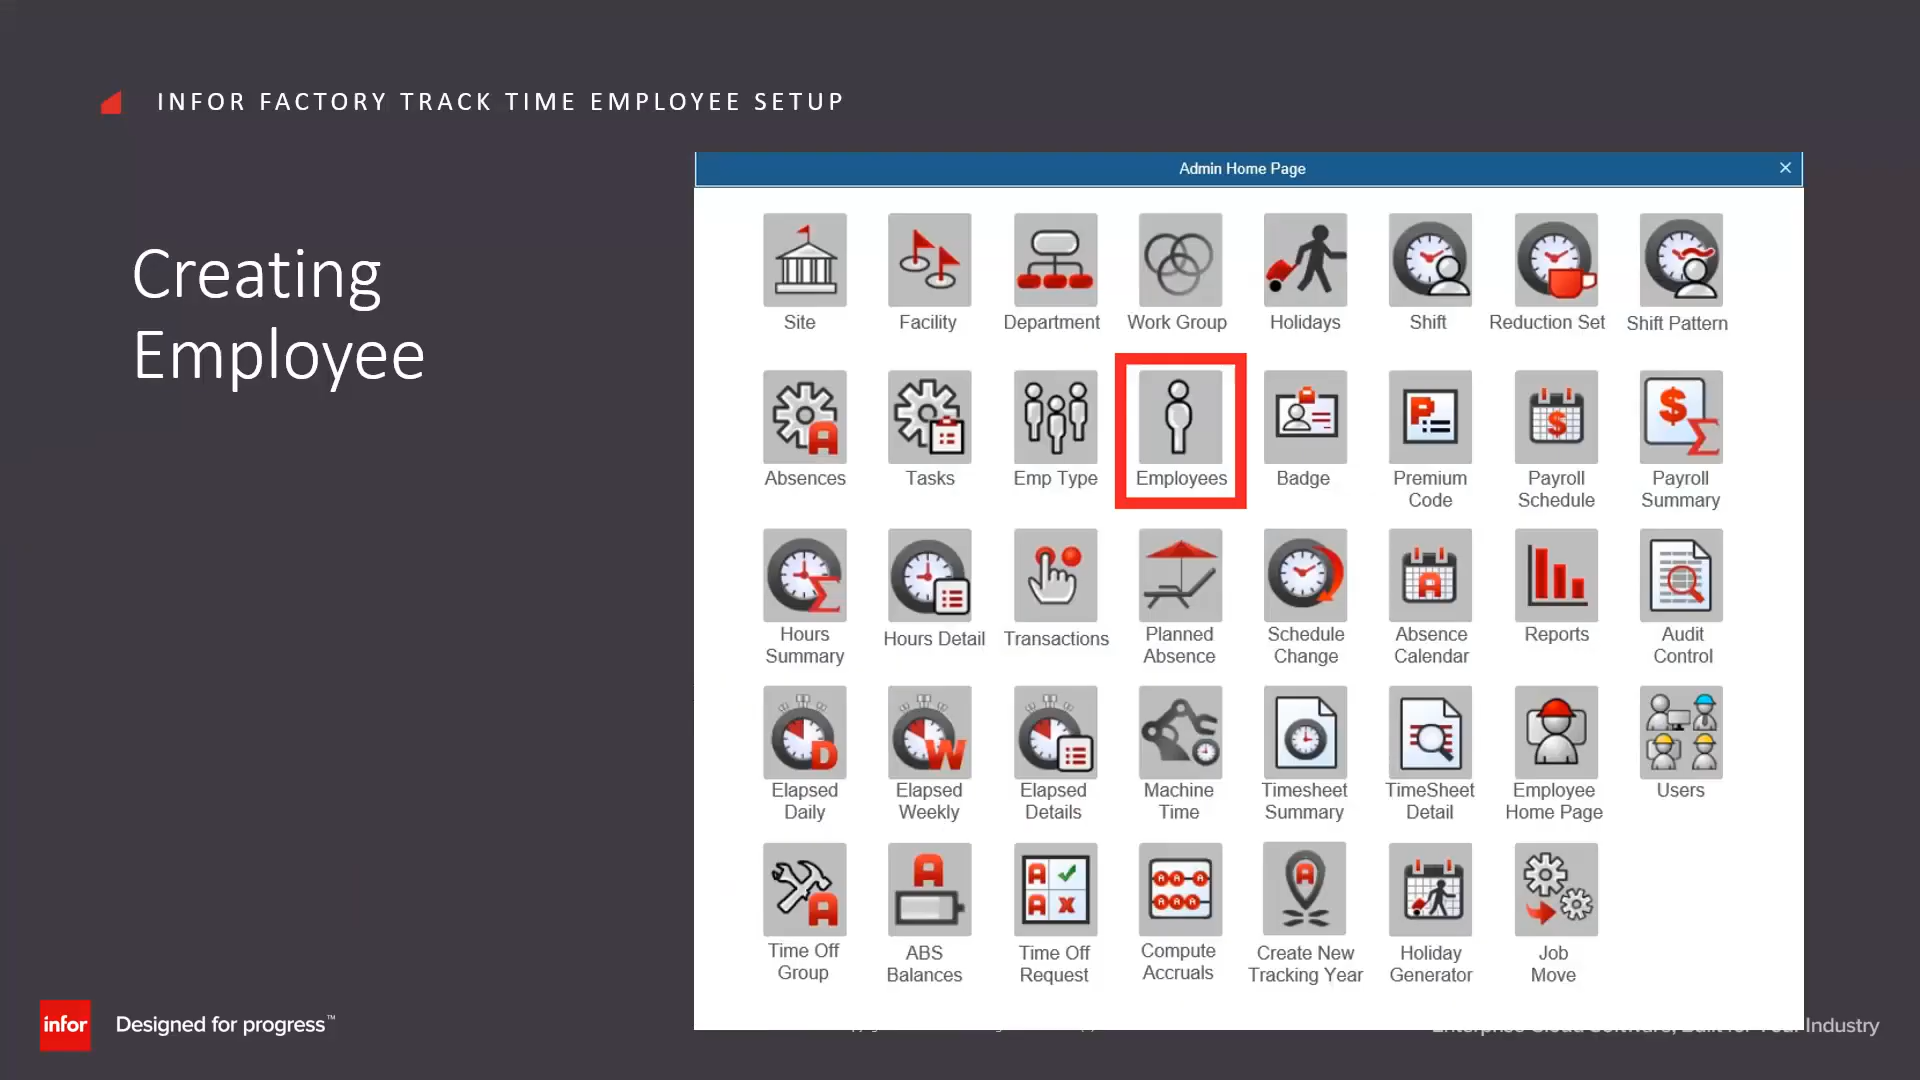 INFOR FACTORY TRACK TIME EMPLOYEE SETUP
Creating
Employee
Admin Home Page
Site
Facility
Department
Work Group
Holidays
Shift
Reduction Set
Shift Pattern
Absences
Tasks
Emp Type
Employees
Badge
Premium
Code
Payroll
Schedule
Payroll
Summary
Hours
Summary
Hours Detail
Transactions
Planned
Absence
Schedule
Change
Absence
Calendar
Reports
Audit
Control
Elapsed
Daily
Elapsed
Weekly
Elapsed
Details
Machine
Time
Timesheet
Summary
TimeSheet
Detail
Employee
Home Page
Users
Time Off
Group
ABS
Balances
Time Off
Request
Compute
Accruals
Create New
Tracking Year
Holiday
Generator
Job
Move
infor
Designed for progress™
Industry